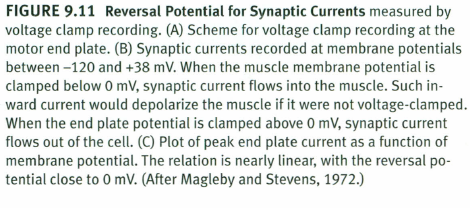 FIGURE 9.11 Reversal Potential for Synaptic Currents measured by
voltage clamp recording. (A) Scheme for voltage clamp recording at the
motor end plate. (B) Synaptic currents recorded at membrane potentials
between –120 and +38 mV. When the muscle membrane potential is
clamped below 0 mV, synaptic current flows into the muscle. Such in-
ward current would depolarize the muscle if it were not voltage-clamped.
When the end plate potential is clamped above 0 mV, synaptic current
flows out of the cell. (C) Plot of peak end plate current as a function of
membrane potential. The relation is nearly linear, with the reversal po-
tential close to 0 mV. (After Magleby and Stevens, 1972.)